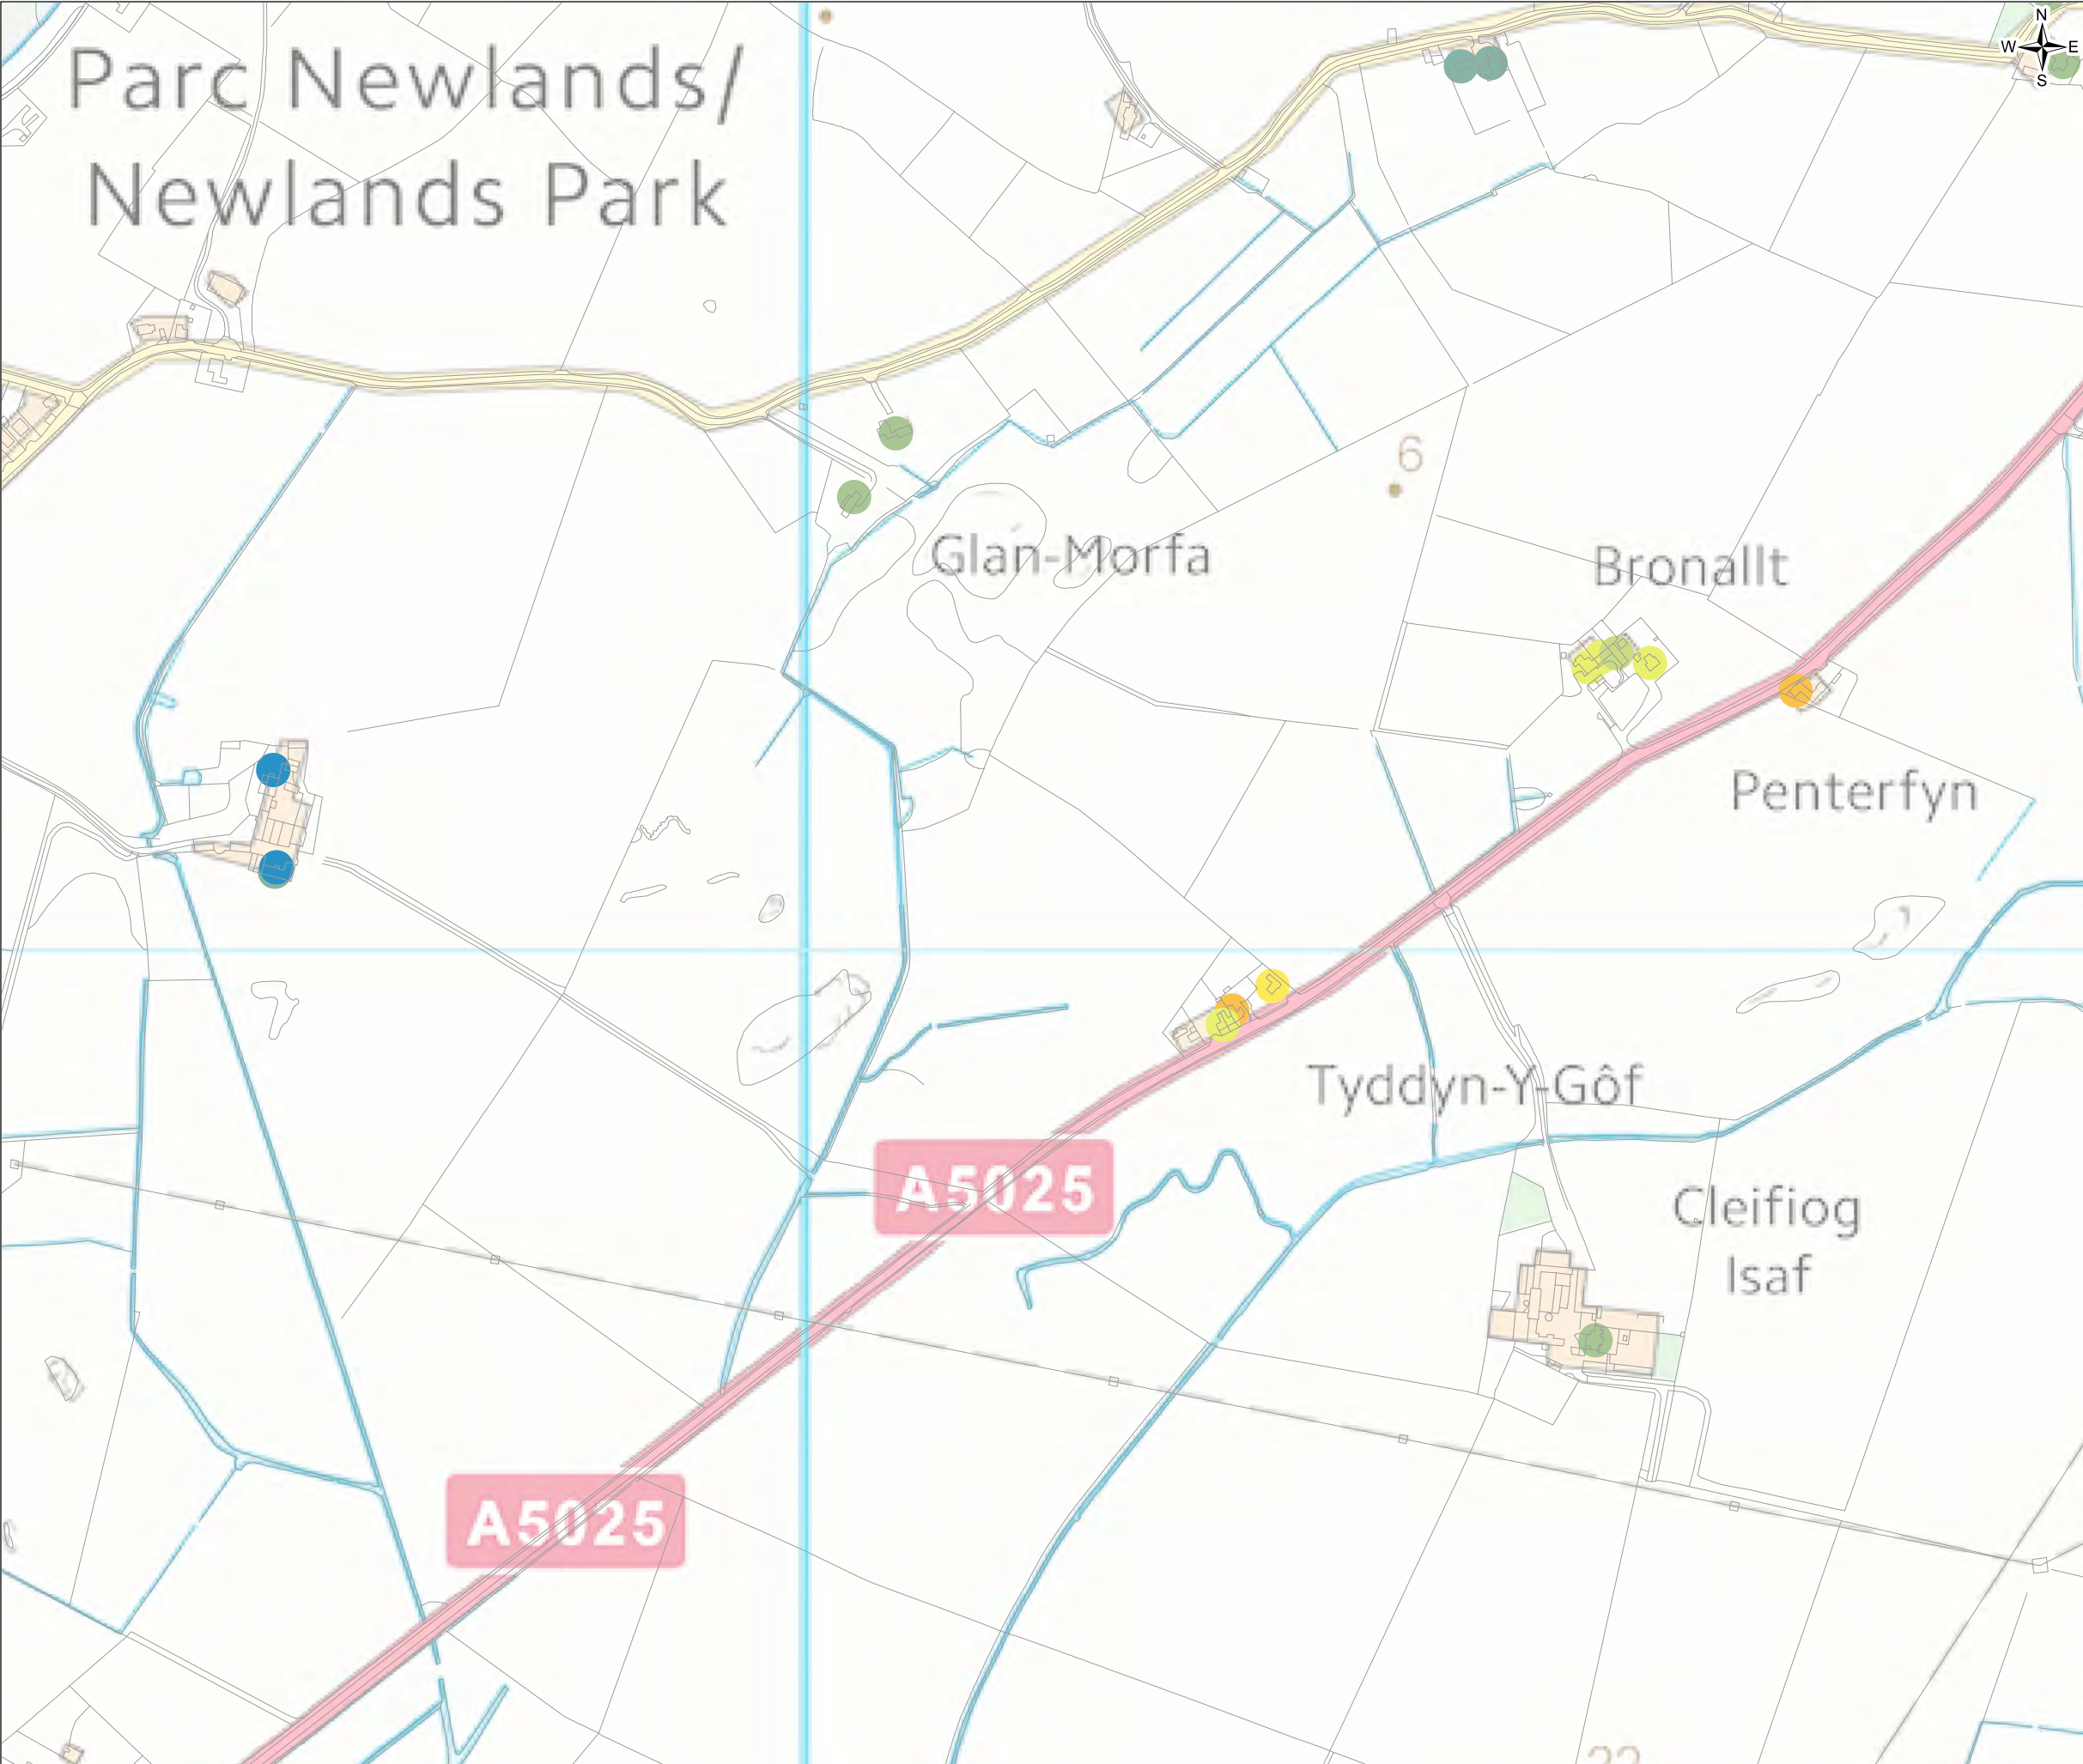 Parc Newlands/
Newlands Park
N
W E
S
6
Glan-Morfa
Bronallt
Penterfyn
Tyddyn-Y-Gôf
A5025
Cleifiog
Isaf
A5025